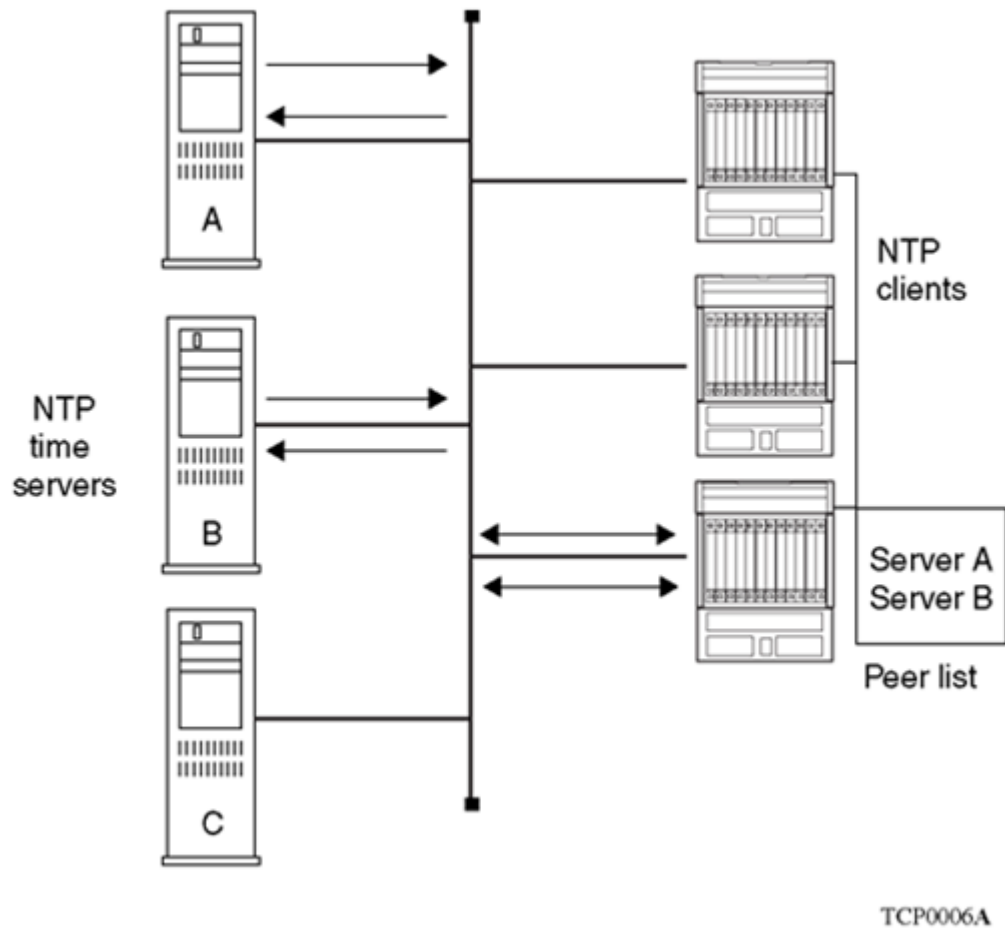 A
NTP
clients
NTP
time
servers
B
Server A
Server B
Peer list
C
TCP0006A